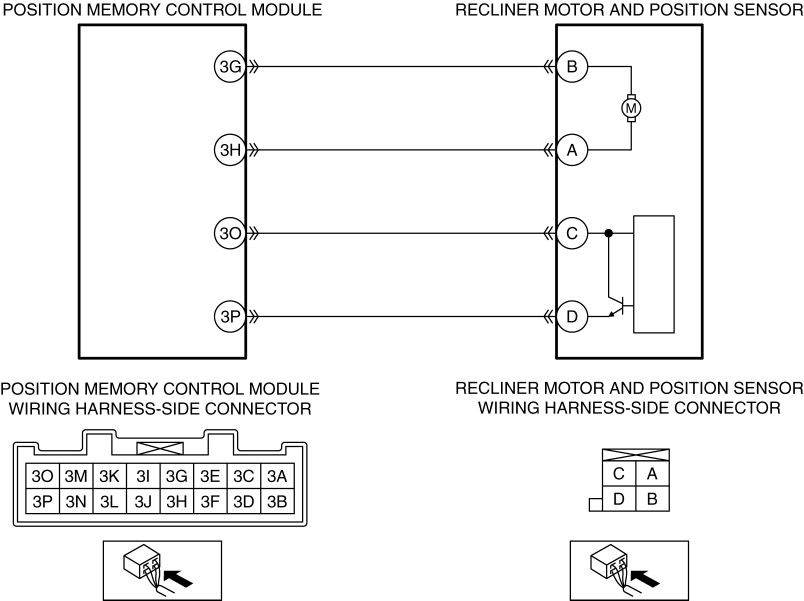 POSITION MEMORY CONTROL MODULE
RECLINER MOTOR AND POSITION SENSOR
3G
B
M
3H
A
3O
C
3P
D
POSITION MEMORY CONTROL MODULE
WIRING HARNESS-SIDE CONNECTOR
RECLINER MOTOR AND POSITION SENSOR
WIRING HARNESS-SIDE CONNECTOR
3O 3M 3K 3I 3G 3E 3C 3A
3P 3N 3L 3J 3H 3F 3D 3B
C A
D B